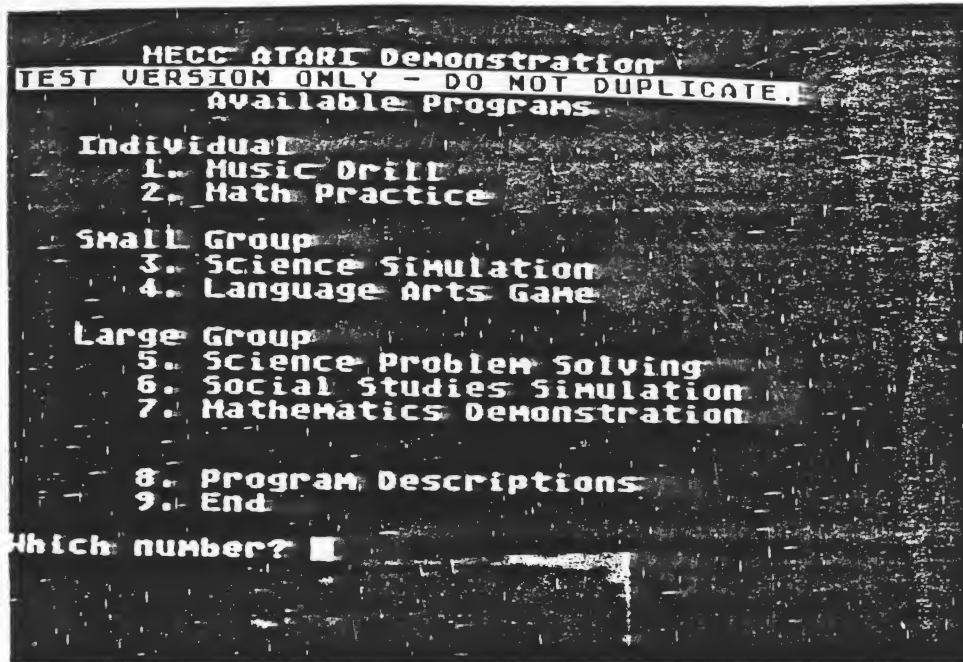 MECC ATARI Demonstration
TEST VERSION ONLY - DO NOT DUPLICATE.
Available Programs
Individual
1. Music Drill
2. Math Practice
Small Group
3. Science Simulation
4. Language Arts Game
Large Group
5. Science Problem Solving
6. Social Studies Simulation
7. Mathematics Demonstration
8. Program Descriptions
9. End
Which number?